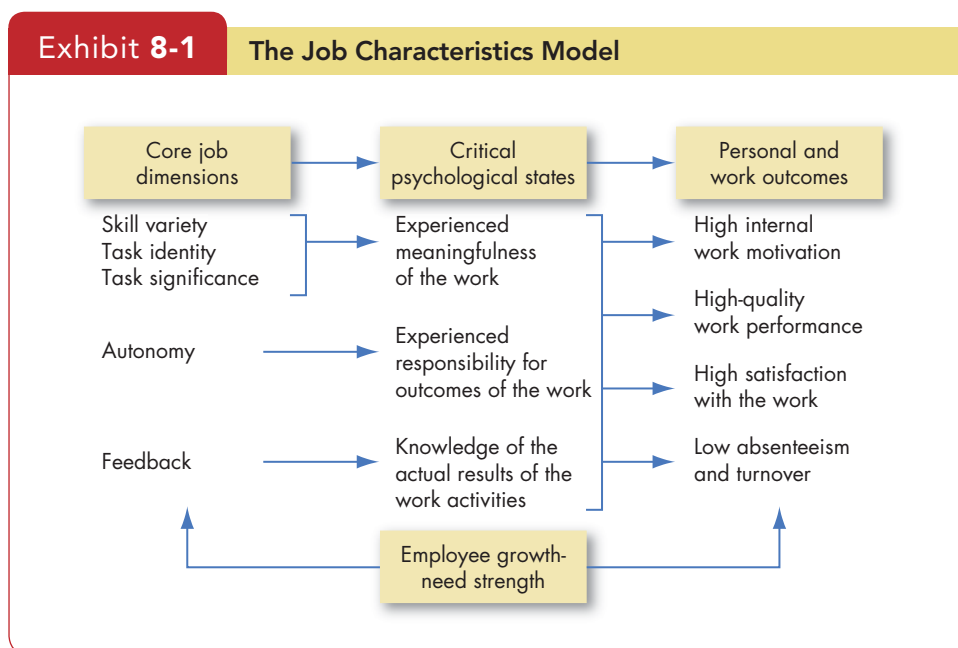 Exhibit 8-1
The Job Characteristics Model
Core job
dimensions
Critical
psychological states
Personal and
work outcomes
Skill variety
Task identity
Task significance
Experienced
meaningfulness
of the work
High internal
work motivation
High-quality
work performance
Autonomy
Experienced
responsibility for
outcomes of the work
High satisfaction
with the work
Feedback
Knowledge of the
actual results of the
work activities
Low absenteeism
and turnover
Employee growth-
need strength